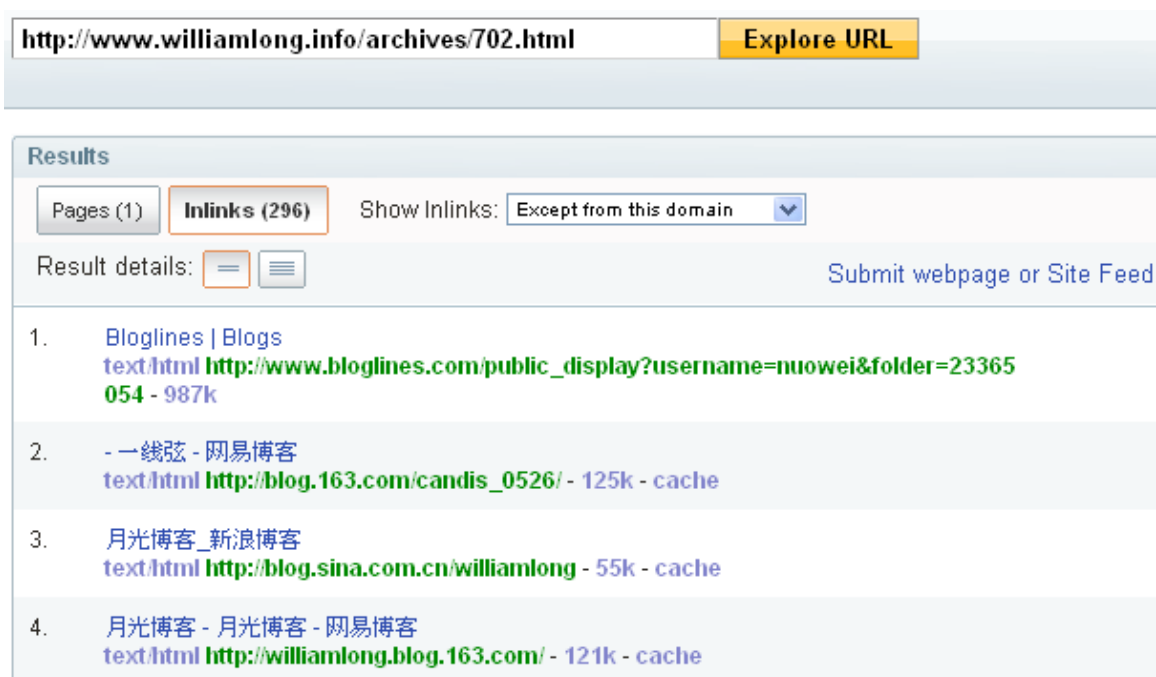 http://www.williamlong.info/archives/702.html Explore URL
Results
Pages (1) Inlinks (296) Show Inlinks: Except from this domain
Result details: Submit webpage or Site Feed
1. Bloglines | Blogs
text/html http://www.bloglines.com/public_display?username=nuowei&folder=23365
054 - 987k
2. - 一线弦 - 网易博客
text/html http://blog.163.com/candis_0526/ - 125k - cache
3. 月光博客_新浪博客
text/html http://blog.sina.com.cn/williamlong - 55k - cache
4. 月光博客 - 月光博客 - 网易博客
text/html http://williamlong.blog.163.com/ - 121k - cache